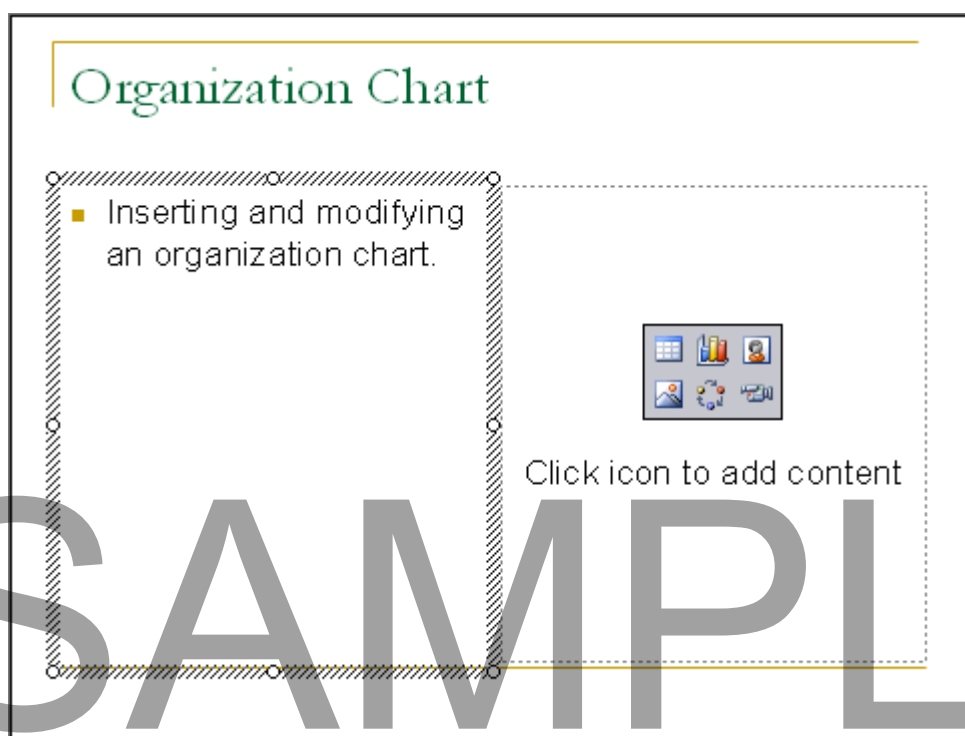 Organization Chart
Inserting and modifying
an organization chart.
Click icon to add content
SAMPL